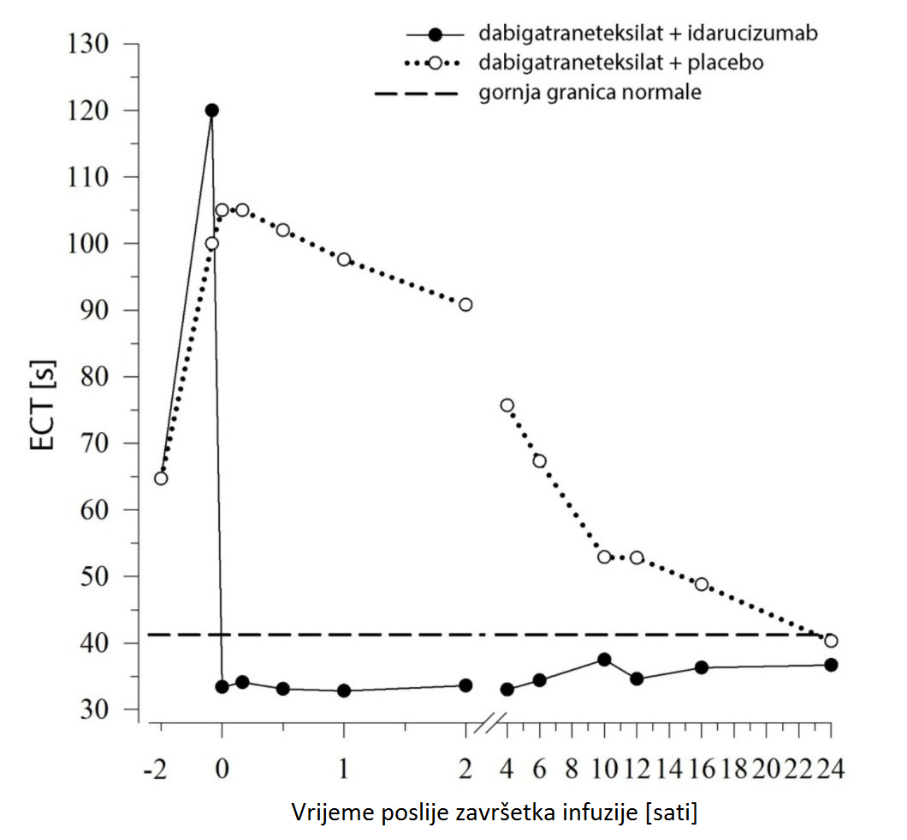 dabigatraneteksilat + idarucizumab
dabigatraneteksilat + placebo
gornja granica normale
130
120
110
100
90
80
70
60
50
40
30
ECT [s]
-2 0 1 2 4 6 8 10 12 14 16 18 20 22 24
Vrijeme poslije završetka infuzije [sati]